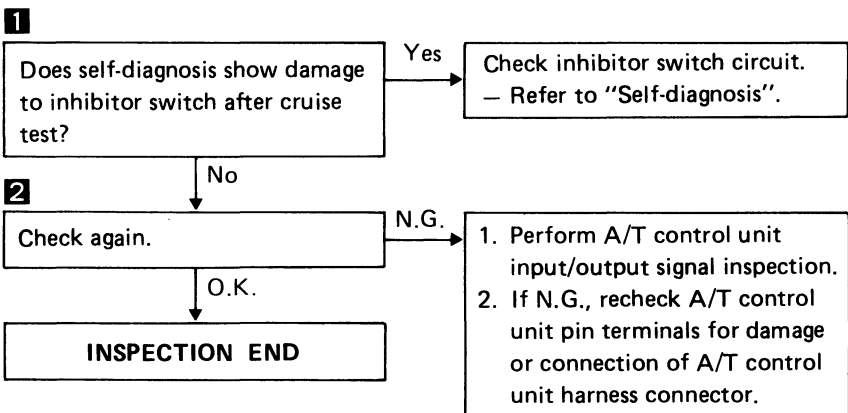 1
Does self-diagnosis show damage
to inhibitor switch after cruise
test?
Yes
Check inhibitor switch circuit.
— Refer to "Self-diagnosis".
No
2
Check again.
N.G.
1. Perform A/T control unit
input/output signal inspection.
2. If N.G., recheck A/T control
unit pin terminals for damage
or connection of A/T control
unit harness connector.
O.K.
INSPECTION END